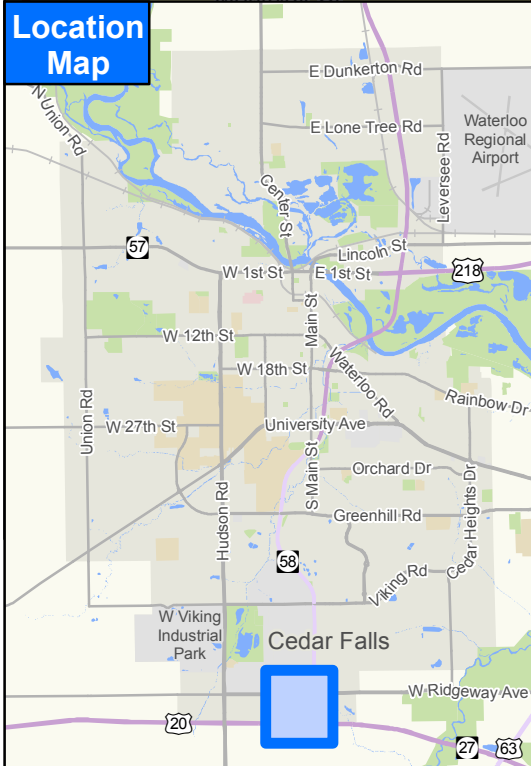 Location
Map
E Dunkerton Rd
N Union Rd
E Lone Tree Rd
Waterloo
Regional
Airport
Leversee Rd
Center St
57
Lincoln St
W 1st St
E 1st St
218
Main St
W 12th St
Waterloo Rd
W 18th St
Rainbow Dr
Union Rd
W 27th St
University Ave
S Main St
Orchard Dr
Cedar Heights Dr
Hudson Rd
Greenhill Rd
58
Viking Rd
W Viking
Industrial
Park
Cedar Falls
W Ridgeway Ave
20
27
63